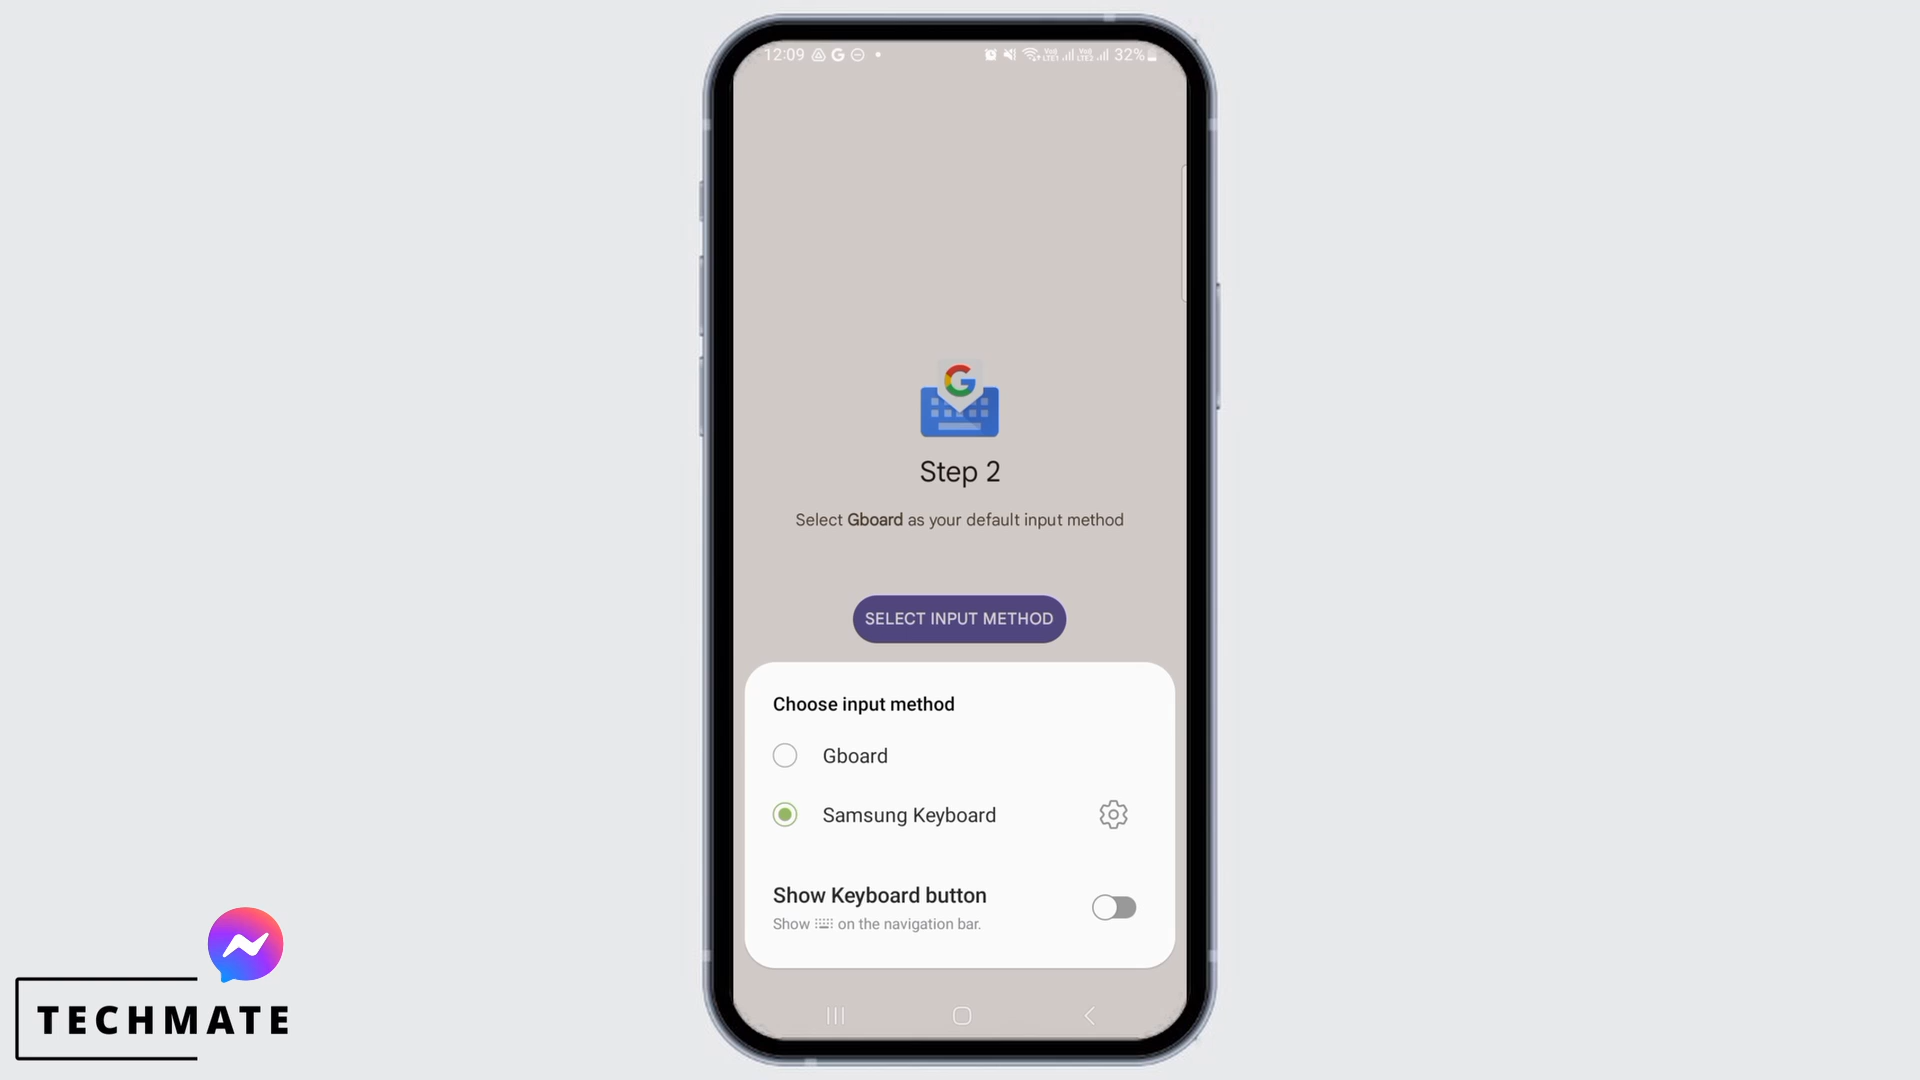 12:09
32%
Step 2
Select Gboard as your default input method
SELECT INPUT METHOD
Choose input method
Gboard
Samsung Keyboard
Show Keyboard button
Show on the navigation bar.
TECHMATE